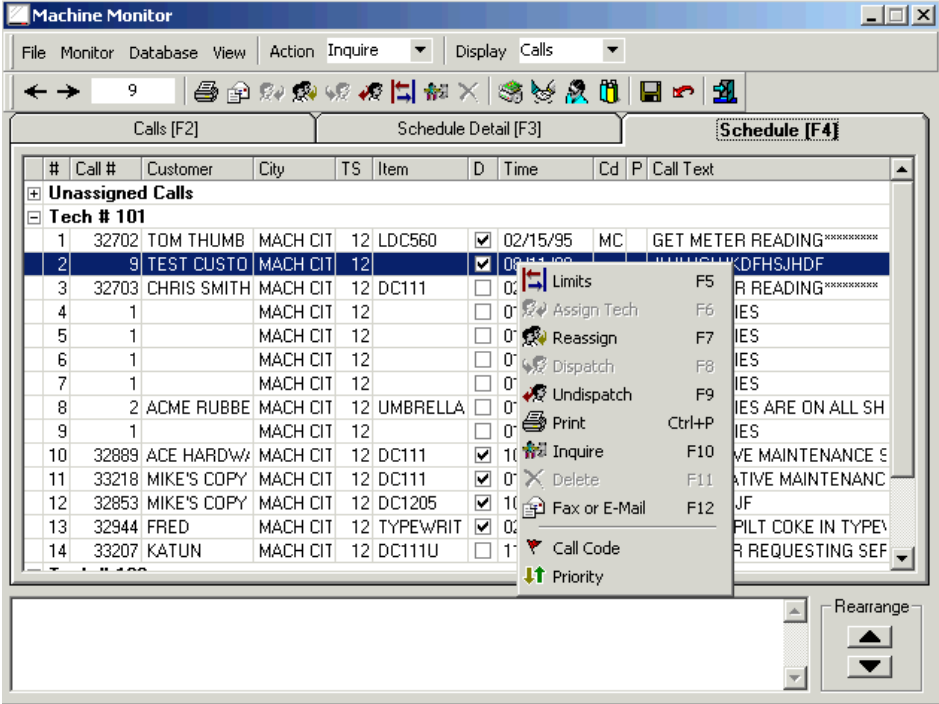 Machine Monitor
File Monitor Database View Action Inquire Display Calls
9
Calls [F2] Schedule Detail [F3] Schedule [F4]
# Call # Customer City TS Item D Time Cd P Call Text
Unassigned Calls
Tech # 101
1 32702 TOM THUMB MACH CIT 12 LDC560 02/15/95 MC GET METER READING*********
2 9 TEST CUSTO MACH CIT 12
3 32703 CHRIS SMITH MACH CIT 12 DC111 READING*********
4 1 MACH CIT 12 IES
5 1 MACH CIT 12 IES
6 1 MACH CIT 12 IES
7 1 MACH CIT 12 IES
8 2 ACME RUBBE MACH CIT 12 UMBRELLA IES ARE ON ALL SH
9 1 MACH CIT 12 IES
10 32889 ACE HARDWA MACH CIT 12 DC111 VE MAINTENANCE S
11 33218 MIKE'S COPY MACH CIT 12 DC111 ATIVE MAINTENANC
12 32853 MIKE'S COPY MACH CIT 12 DC1205 JF
13 32944 FRED MACH CIT 12 TYPEWRIT PILT COKE IN TYPEV
14 33207 KATUN MACH CIT 12 DC111U R REQUESTING SER
Limits F5
Assign Tech F6
Reassign F7
Dispatch F8
Undispatch F9
Print Ctrl+P
Inquire F10
Delete F11
Fax or E-Mail F12
Call Code
Priority
Rearrange